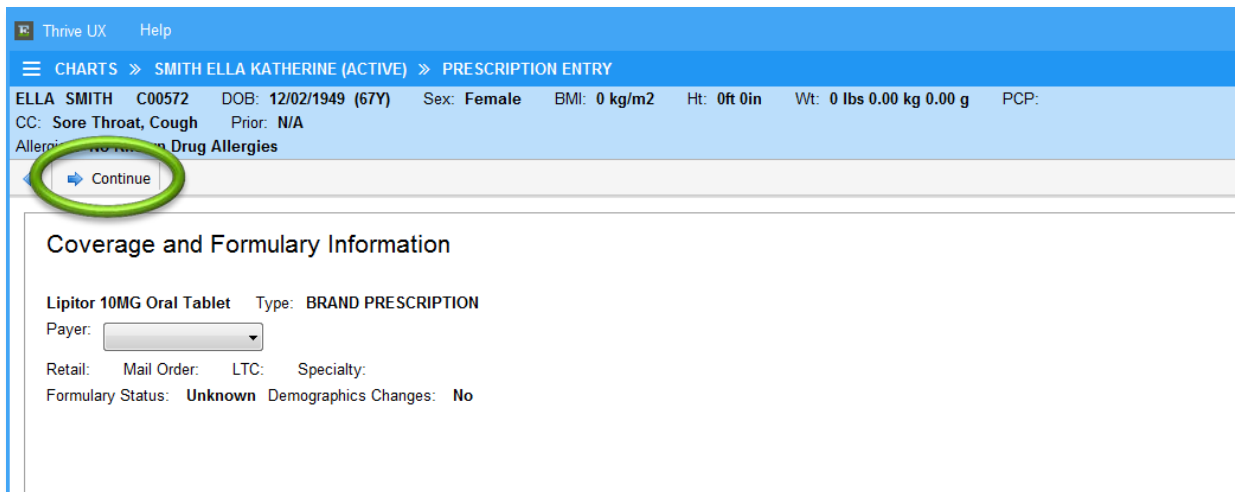 E Thrive UX Help
CHARTS » SMITH ELLA KATHERINE (ACTIVE) » PRESCRIPTION ENTRY
ELLA SMITH C00572 DOB: 12/02/1949 (67Y) Sex: Female BMI: 0 kg/m2 Ht: 0ft 0in Wt: 0 lbs 0.00 kg 0.00 g PCP:
CC: Sore Throat, Cough Prior: N/A
Drug Allergies
Continue
Coverage and Formulary Information
Lipitor 10MG Oral Tablet Type: BRAND PRESCRIPTION
Payer:
Retail: Mail Order: LTC: Specialty:
Formulary Status: Unknown Demographics Changes: No